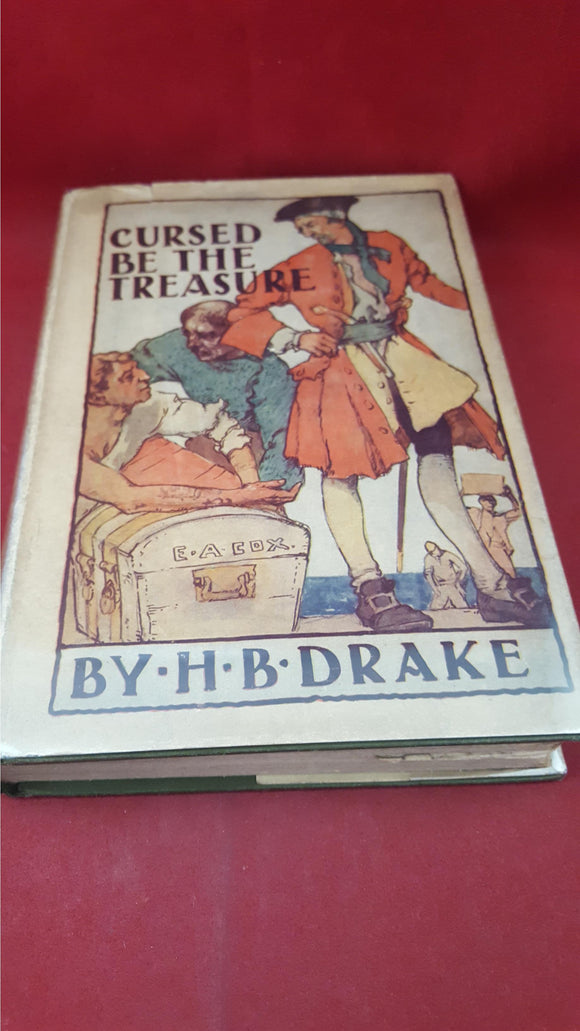 CURSED
BE THE
TREASURE
E·A·COX·
BY·H·B·DRAKE